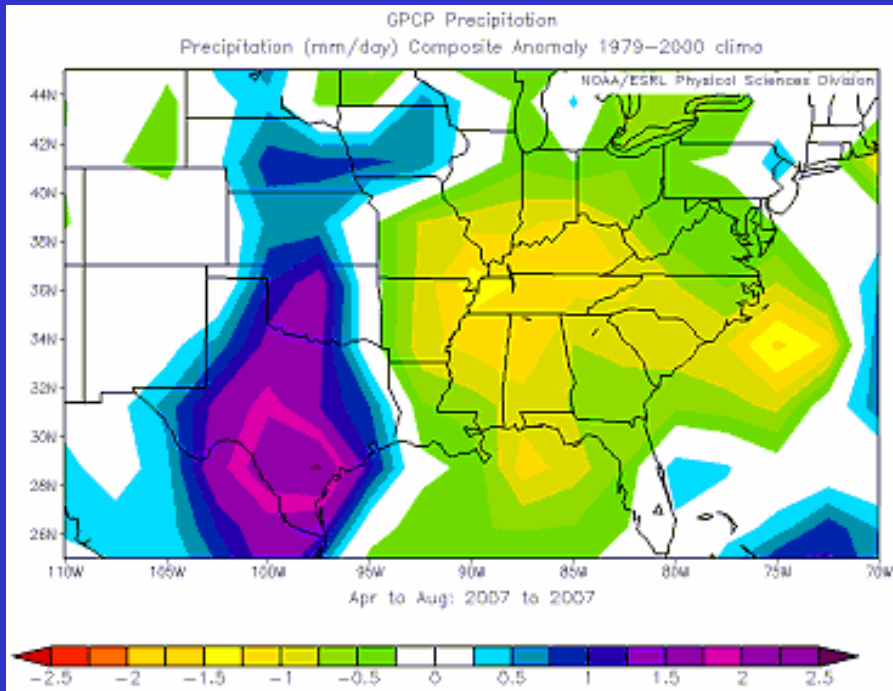 GPCP Precipitation
Precipitation (mm/day) Composite Anomaly 1979-2000 clima
NOAA/ESRL Physical Sciences Division
44N
42N
40N
38N
36N
34N
32N
30N
28N
26N
110W 105W 100W 95W 90W 85W 80W 75W 70W
Apr to Aug: 2007 to 2007
-2.5 -2 -1.5 -1 -0.5 0 0.5 1 1.5 2 2.5